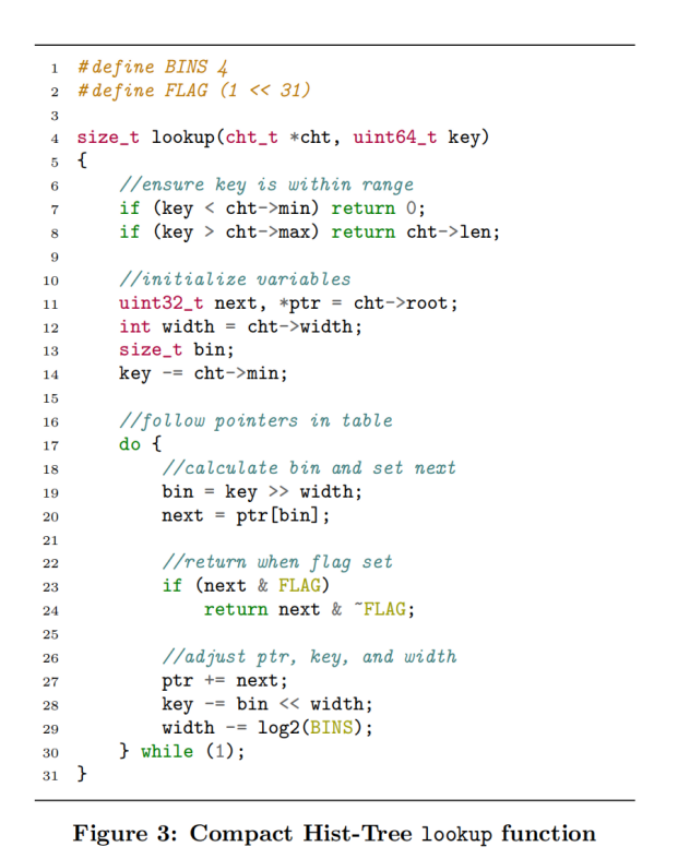 1 #define BINS 4
2 #define FLAG (1 << 31)
3
4 size_t lookup(cht_t *cht, uint64_t key)
5 {
6     //ensure key is within range
7     if (key < cht->min) return 0;
8     if (key > cht->max) return cht->len;
9
10     //initialize variables
11     uint32_t next, *ptr = cht->root;
12     int width = cht->width;
13     size_t bin;
14     key -= cht->min;
15
16     //follow pointers in table
17     do {
18         //calculate bin and set next
19         bin = key >> width;
20         next = ptr[bin];
21
22         //return when flag set
23         if (next & FLAG)
24             return next & ~FLAG;
25
26         //adjust ptr, key, and width
27         ptr += next;
28         key -= bin << width;
29         width -= log2(BINS);
30     } while (1);
31 }
Figure 3: Compact Hist-Tree lookup function